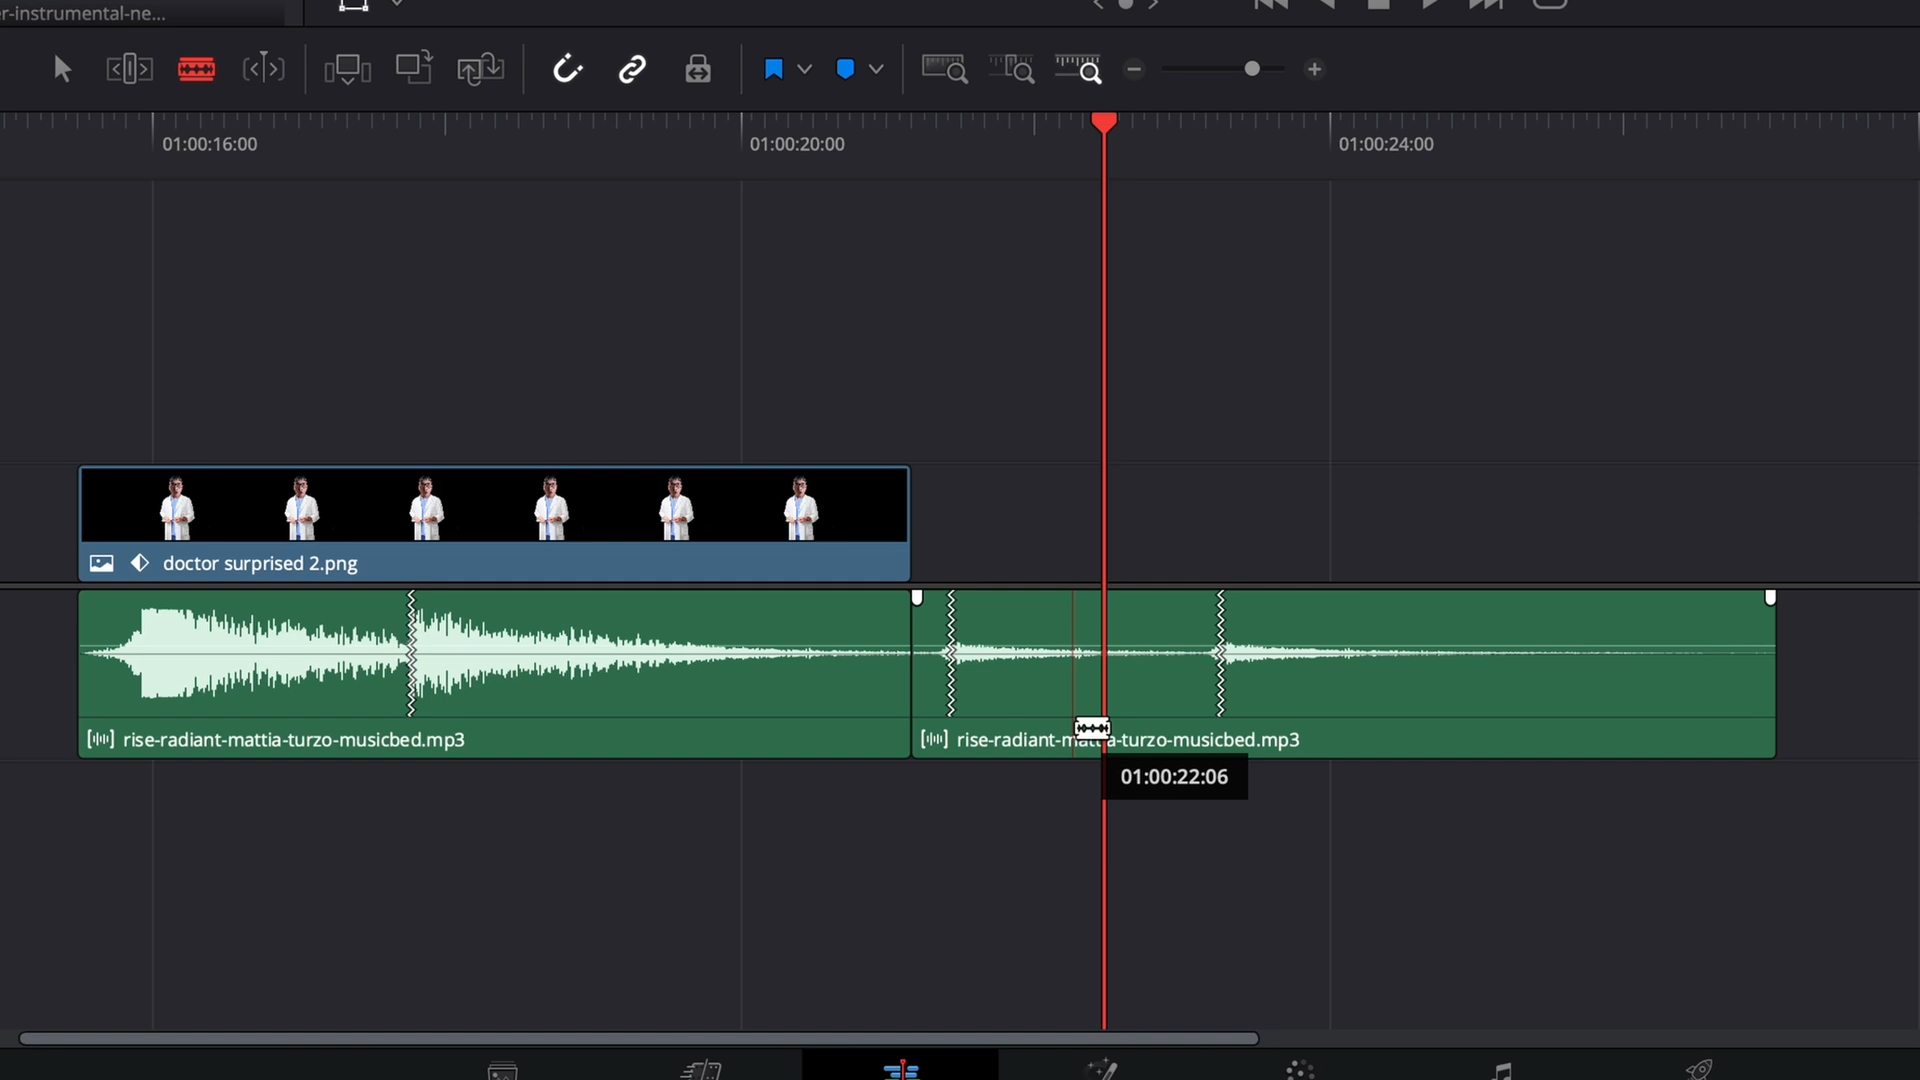 r-instrumental-ne...
01:00:16:00
01:00:20:00
01:00:24:00
doctor surprised 2.png
rise-radiant-mattia-turzo-musicbed.mp3
rise-radiant-mattia-turzo-musicbed.mp3
01:00:22:06